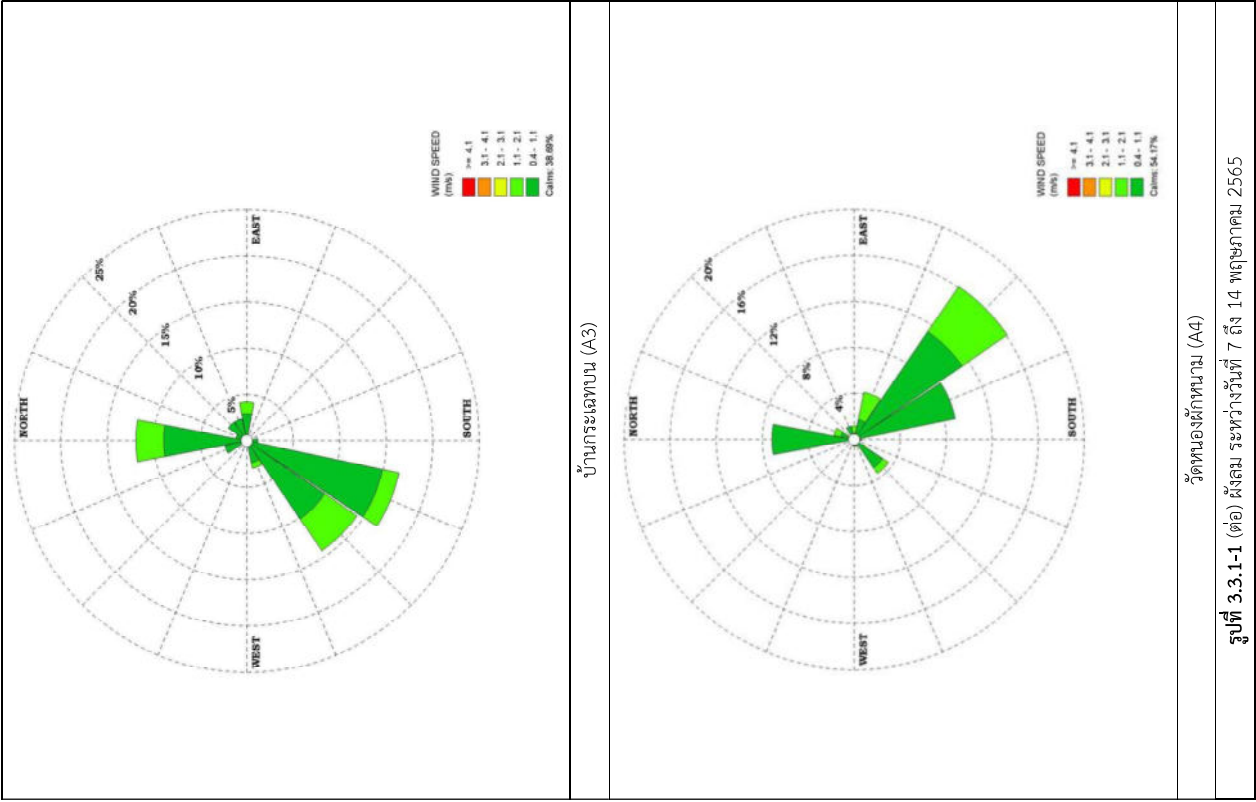 NORTH
25%
20%
15%
10%
5%
WEST
EAST
SOUTH
WIND SPEED
(m/s)
>= 4.1
3.1 - 4.1
2.1 - 3.1
1.1 - 2.1
0.4 - 1.1
Calms: 38.69%
บ้านกระเฉทบน (A3)
NORTH
20%
16%
12%
8%
4%
WEST
EAST
SOUTH
WIND SPEED
(m/s)
>= 4.1
3.1 - 4.1
2.1 - 3.1
1.1 - 2.1
0.4 - 1.1
Calms: 54.17%
วัดหนองผักหนาม (A4)
รูปที่ 3.3.1-1 (ต่อ) ผังลม ระหว่างวันที่ 7 ถึง 14 พฤษภาคม 2565